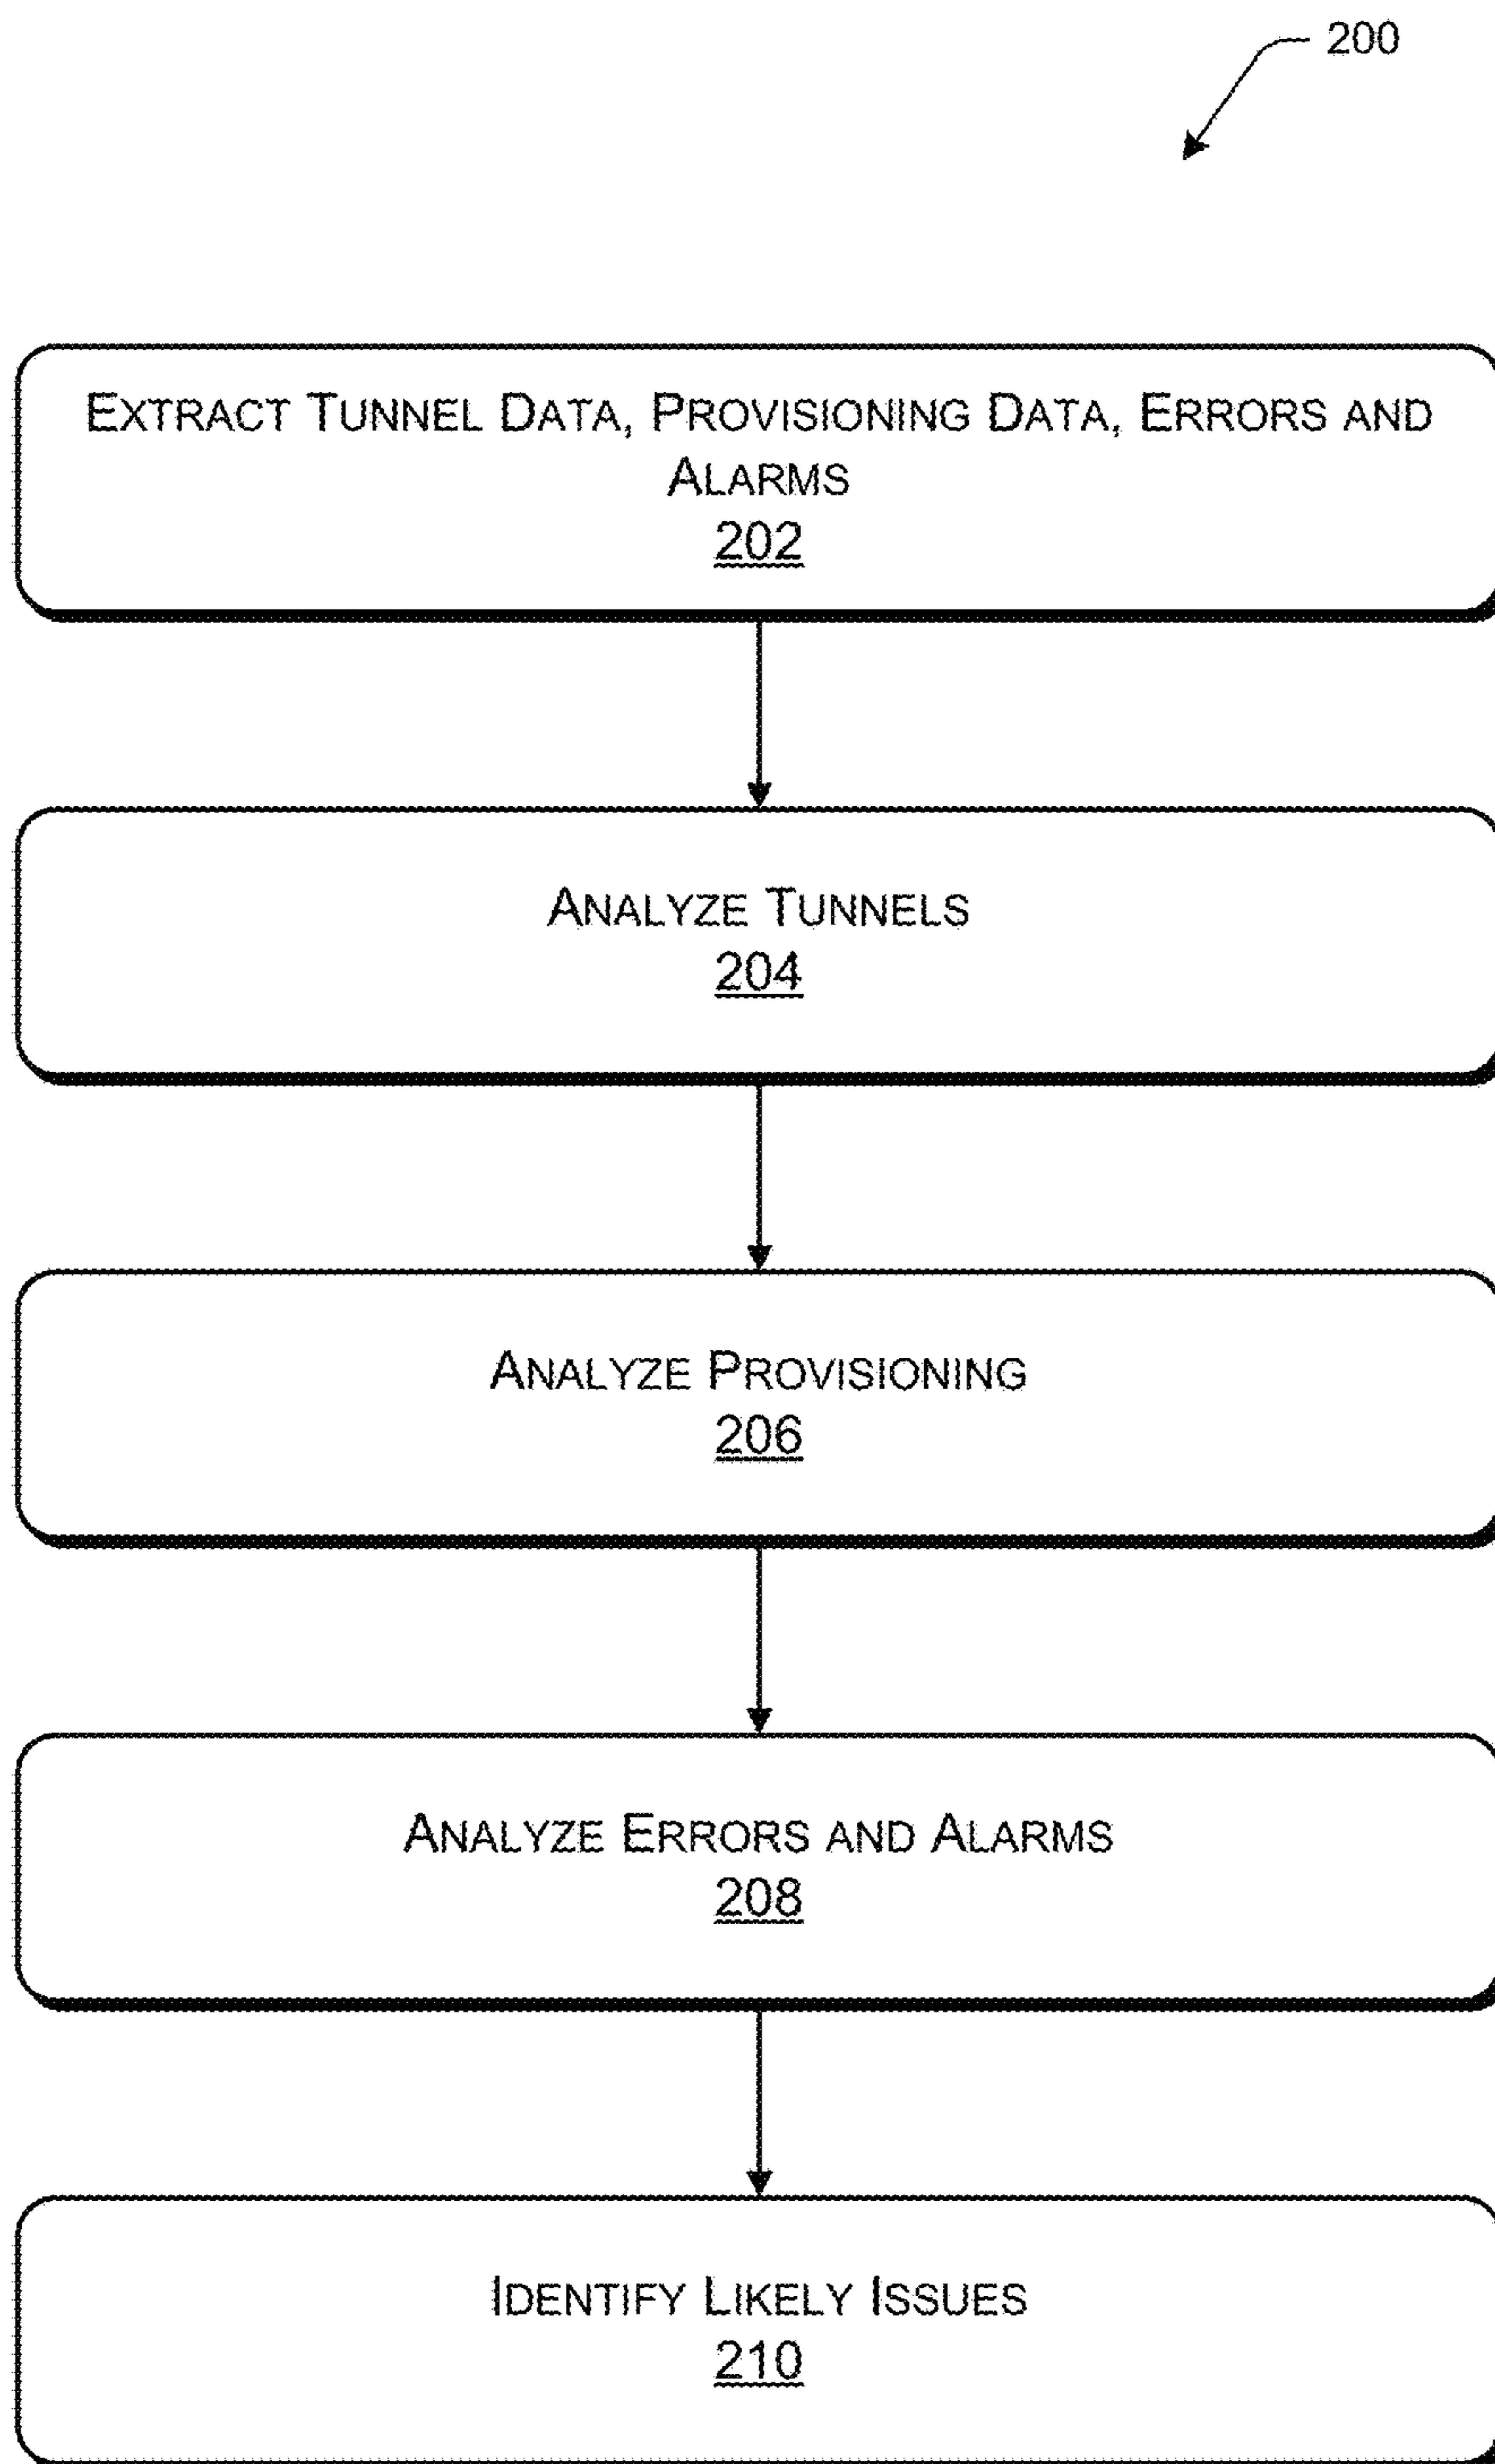 200
EXTRACT TUNNEL DATA, PROVISIONING DATA, ERRORS AND
ALARMS
202
ANALYZE TUNNELS
204
ANALYZE PROVISIONING
206
ANALYZE ERRORS AND ALARMS
208
IDENTIFY LIKELY ISSUES
210